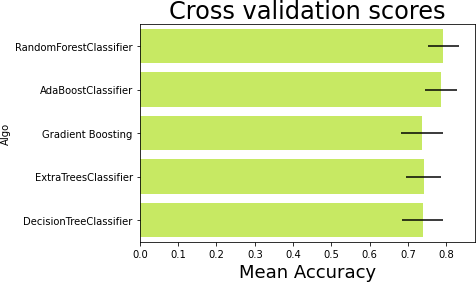 Cross validation scores
RandomForestClassifier
AdaBoostClassifier
Gradient Boosting
ExtraTreesClassifier
DecisionTreeClassifier
Algo
0.0 0.1 0.2 0.3 0.4 0.5 0.6 0.7 0.8
Mean Accuracy